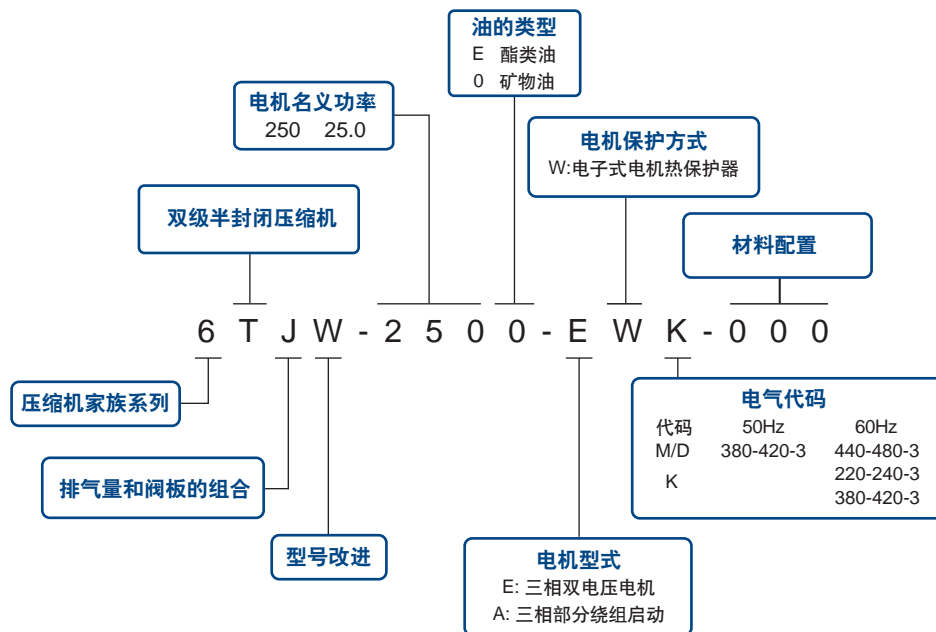 油的类型
E 酯类油
0 矿物油
电机名义功率
250 25.0
电机保护方式
W:电子式电机热保护器
双级半封闭压缩机
材料配置
6 T J W - 2 5 0 0 - E W K - 0 0 0
压缩机家族系列
电气代码
代码 50Hz 60Hz
M/D 380-420-3 440-480-3
K 220-240-3
380-420-3
排气量和阀板的组合
型号改进
电机型式
E: 三相双电压电机
A: 三相部分绕组启动